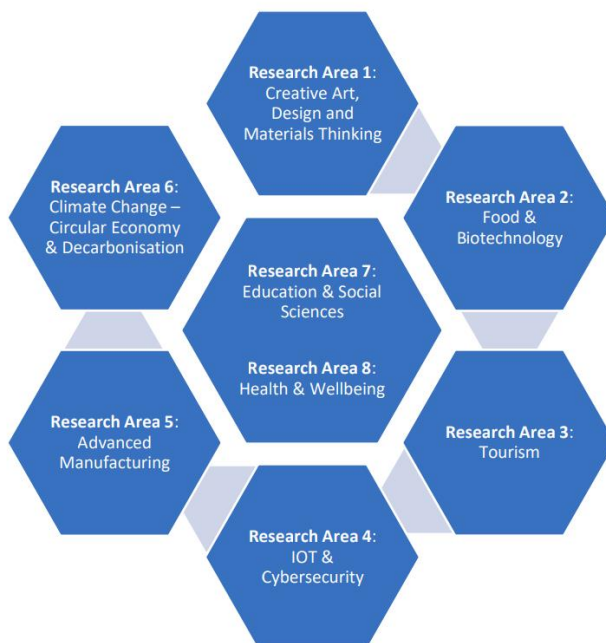 Research Area 1:
Creative Art,
Design and
Materials Thinking
Research Area 2:
Food &
Biotechnology
Research Area 3:
Tourism
Research Area 4:
IOT &
Cybersecurity
Research Area 5:
Advanced
Manufacturing
Research Area 6:
Climate Change –
Circular Economy
& Decarbonisation
Research Area 7:
Education & Social
Sciences
Research Area 8:
Health & Wellbeing